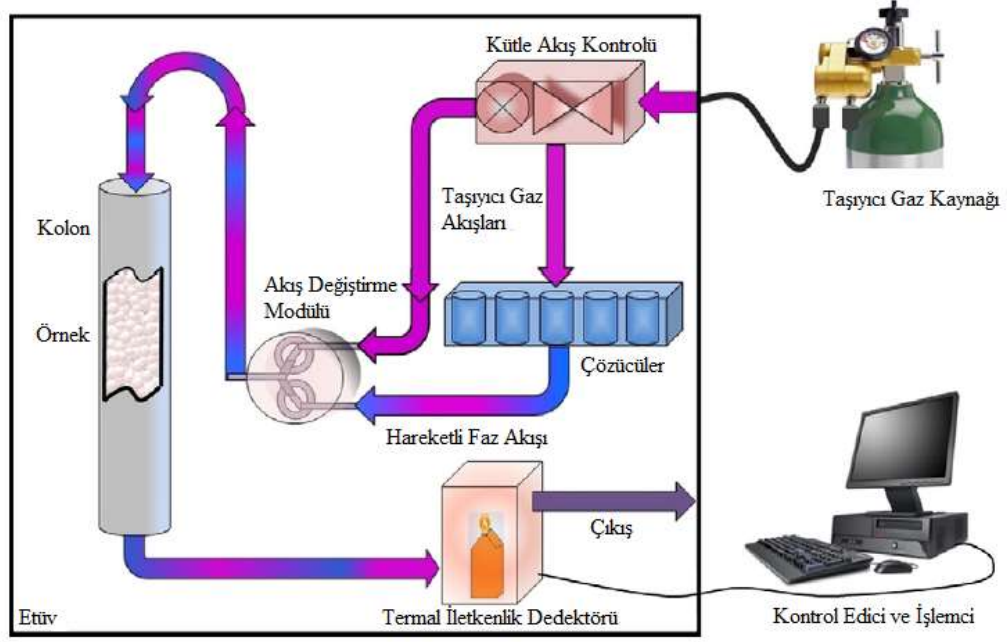 Kütle Akış Kontrolü
Taşıyıcı Gaz Kaynağı
Taşıyıcı Gaz
Akışları
Kolon
Akış Değiştirme
Modülü
Örnek
Çözücüler
Hareketli Faz Akışı
Çıkış
Etüv
Termal İletkenlik Dedektörü
Kontrol Edici ve İşlemci